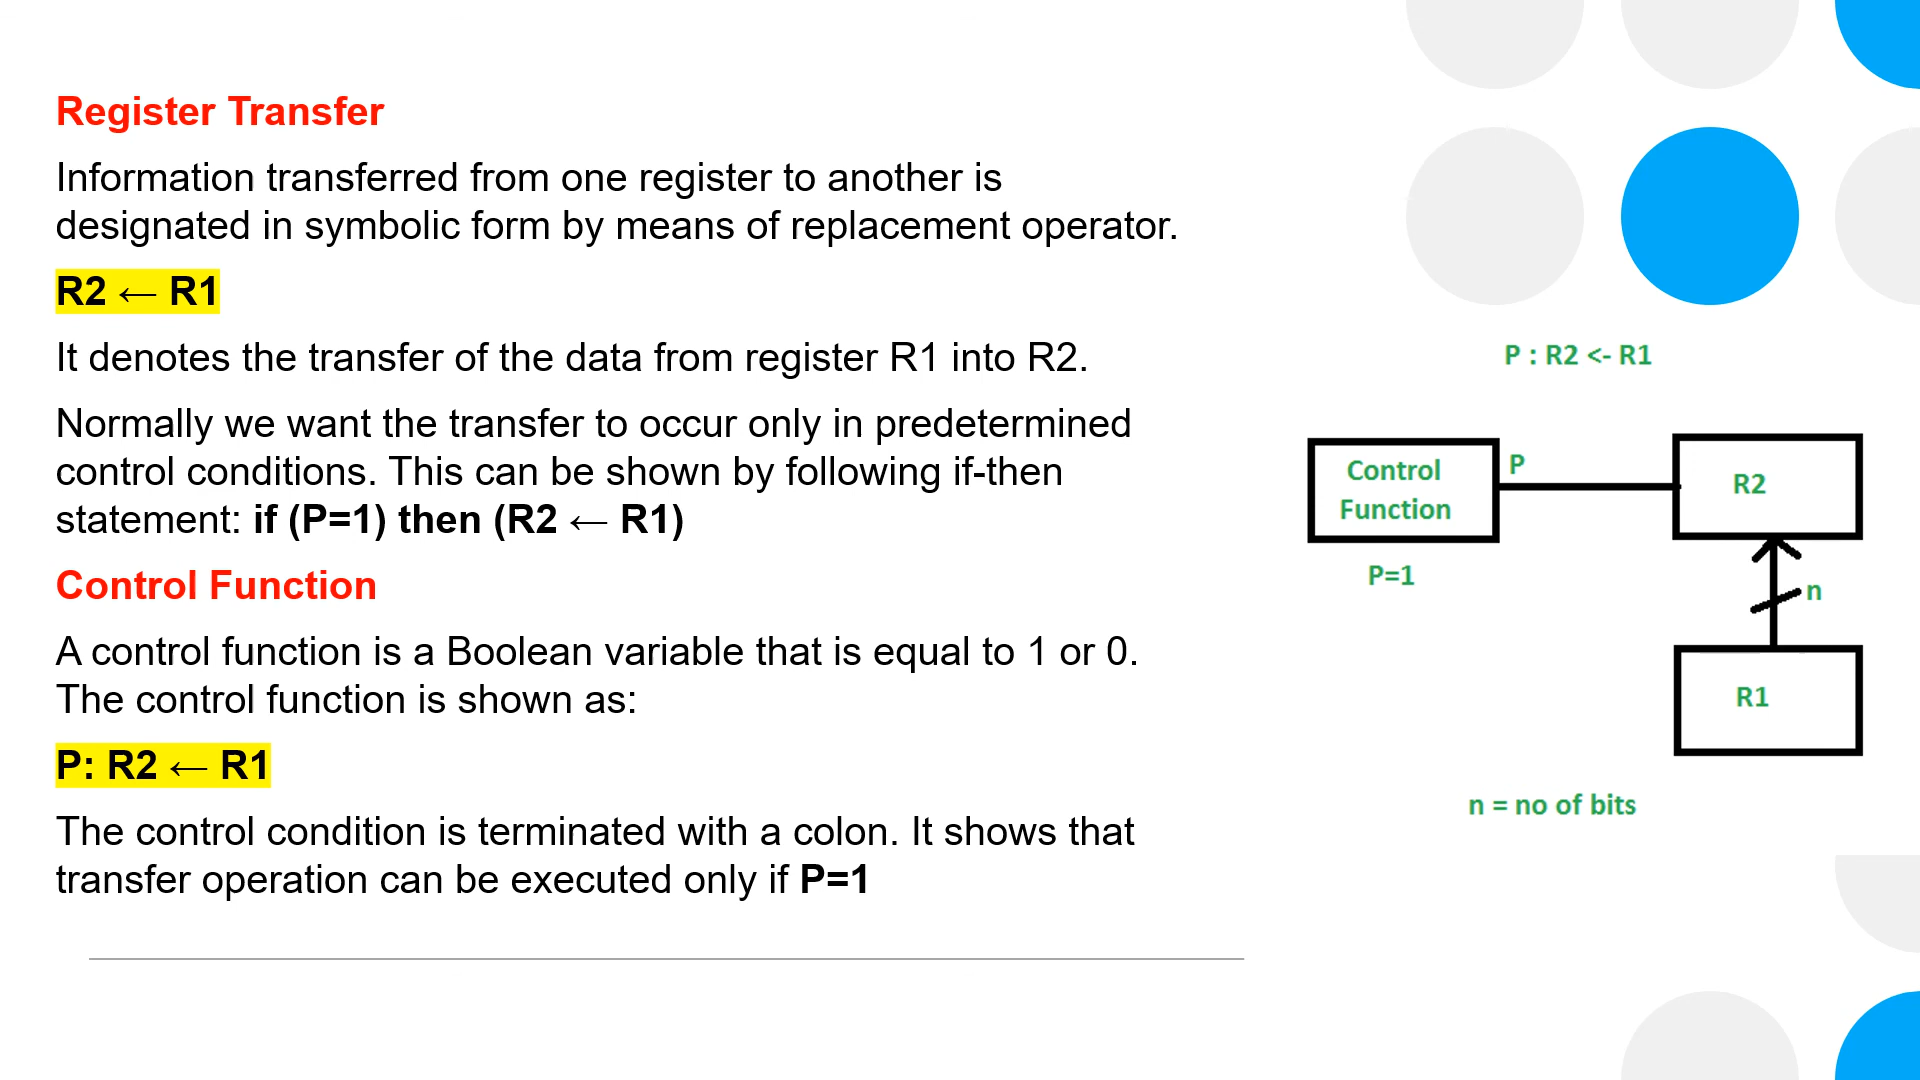 Register Transfer
Information transferred from one register to another is
designated in symbolic form by means of replacement operator.
R2 ← R1
It denotes the transfer of the data from register R1 into R2.
Normally we want the transfer to occur only in predetermined
control conditions. This can be shown by following if-then
statement: if (P=1) then (R2 ← R1)
Control Function
A control function is a Boolean variable that is equal to 1 or 0.
The control function is shown as:
P: R2 ← R1
The control condition is terminated with a colon. It shows that
transfer operation can be executed only if P=1
P : R2 <- R1
Control
Function
P
R2
P=1
n
R1
n = no of bits